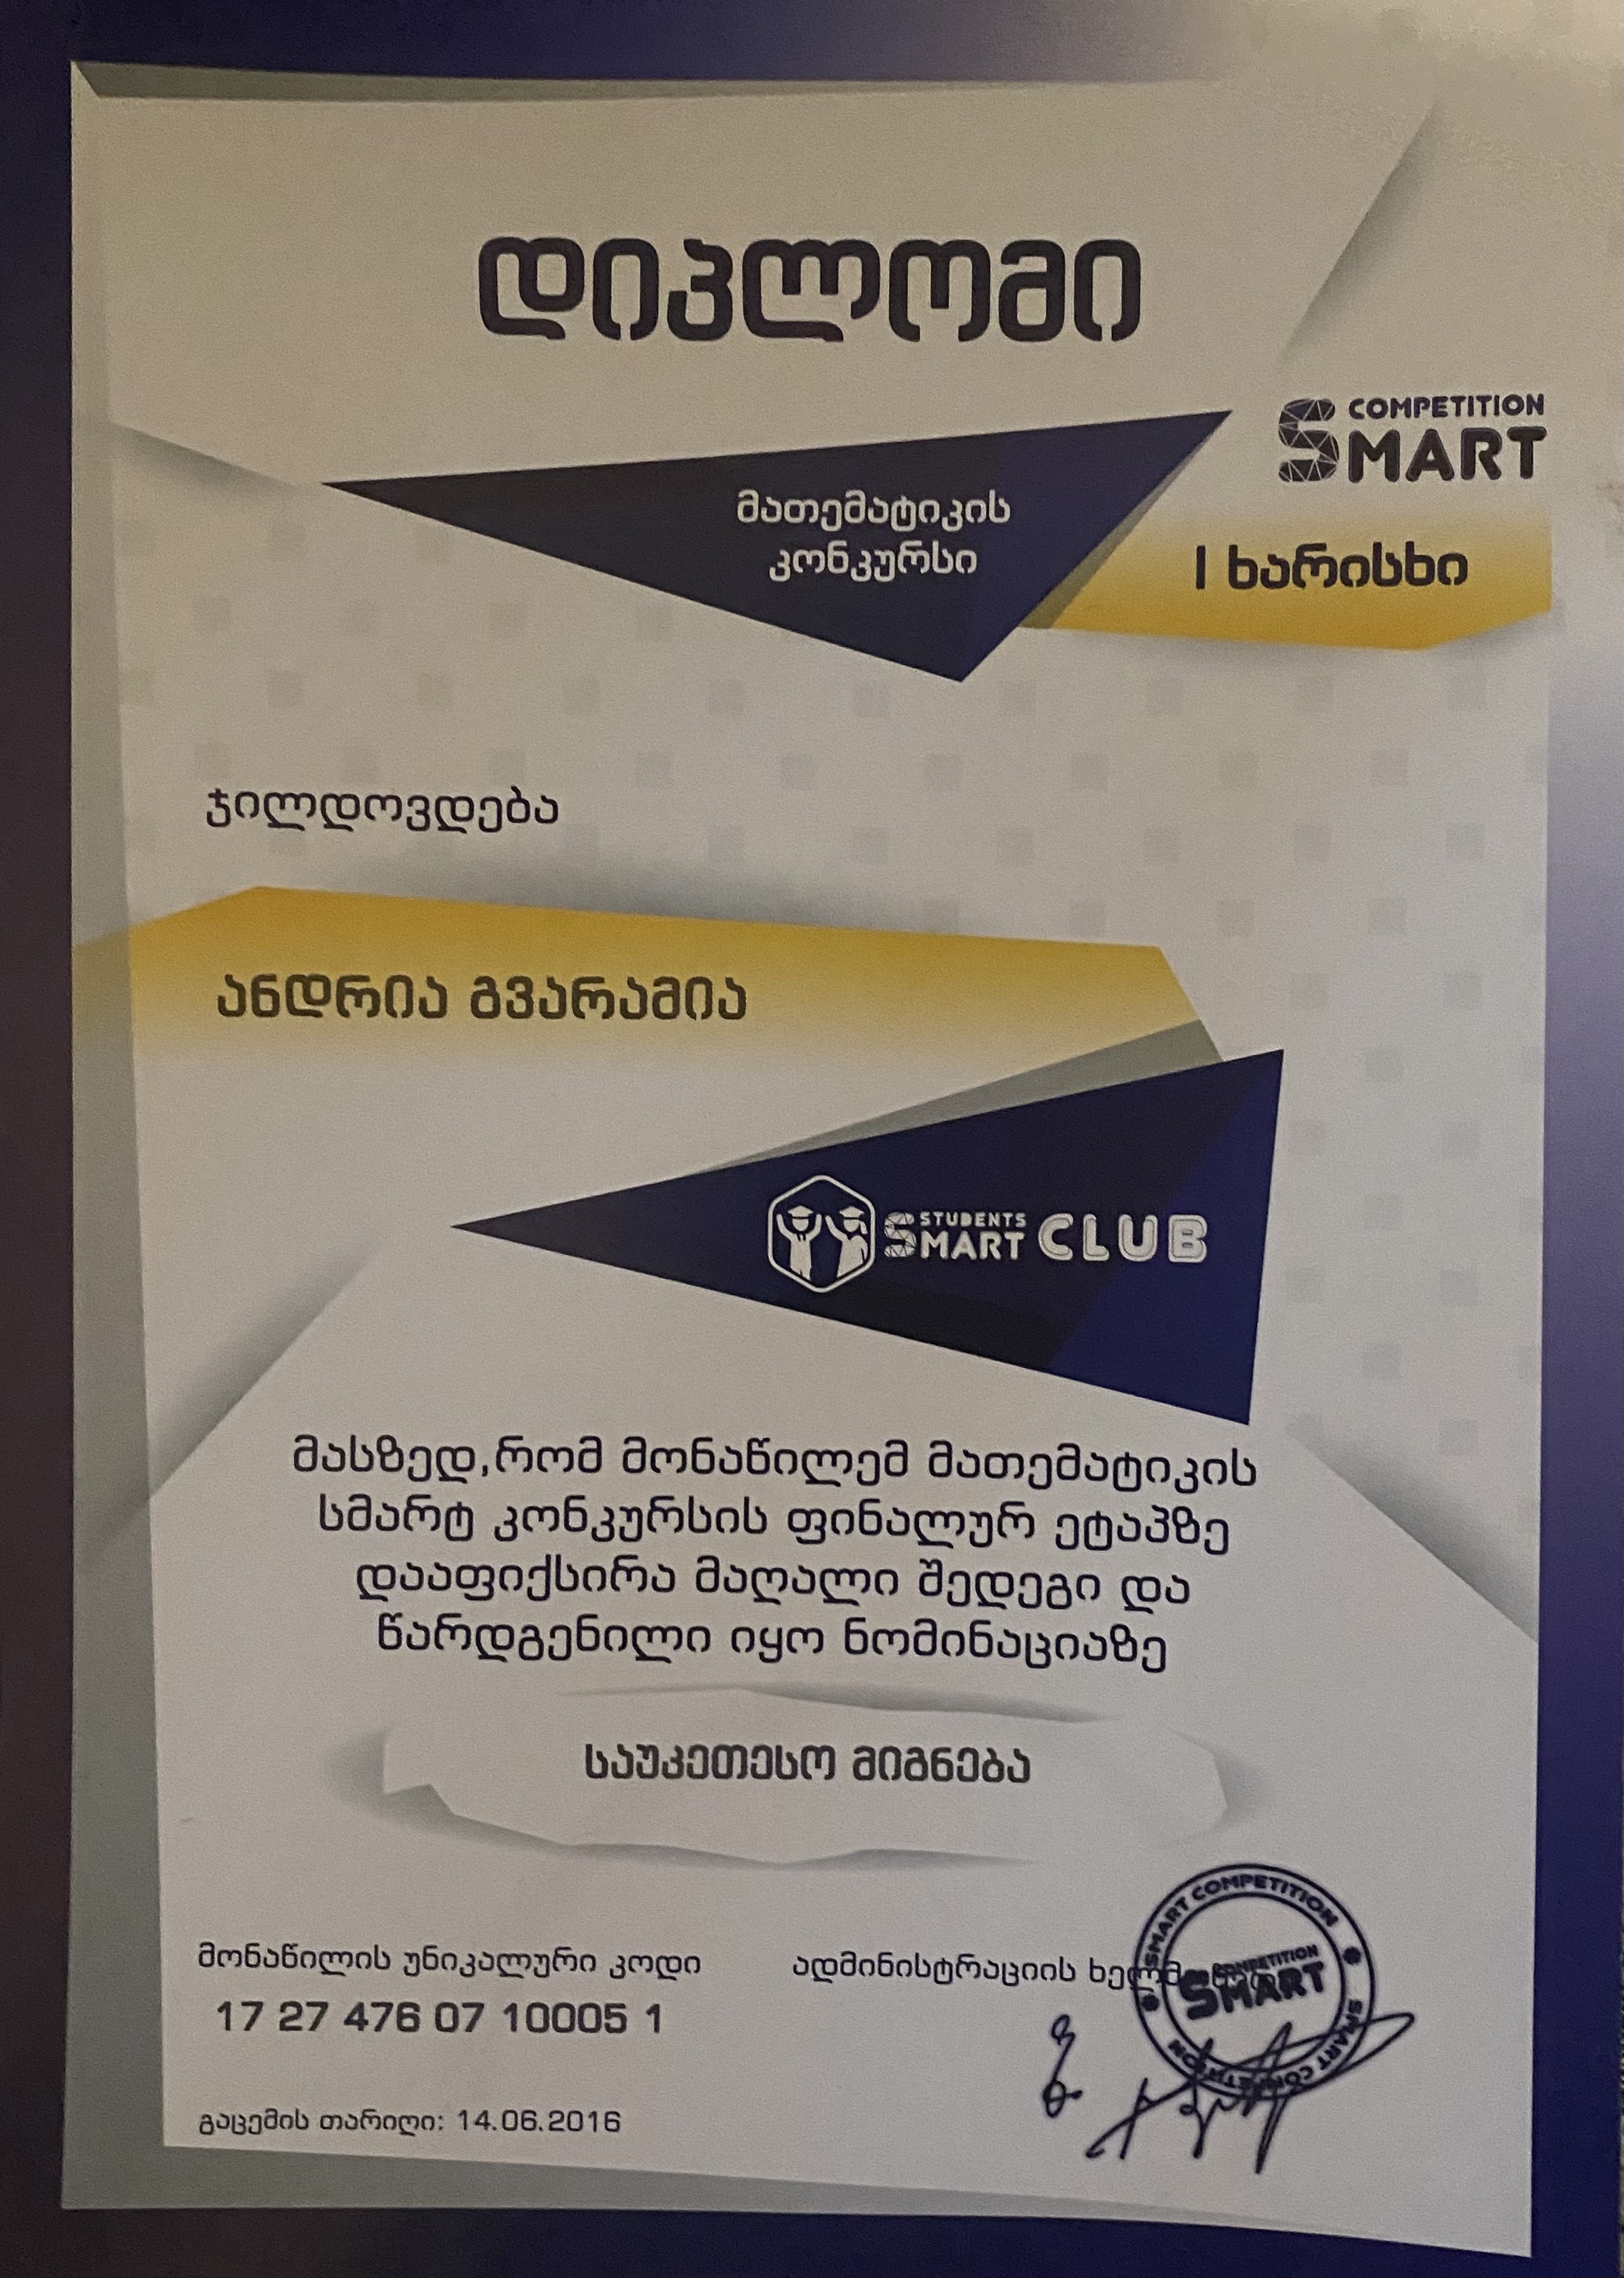 დიპლომი
COMPETITION
SMART
მათემატიკის
კონკურსი
I ხარისხი
ჯილდოვდება
ანდრია გვარამია
STUDENTS
SMART CLUB
მასზედ,რომ მონაწილემ მათემატიკის
სმარტ კონკურსის ფინალურ ეტაპზე
დააფიქსირა მაღალი შედეგი და
წარდგენილი იყო ნომინაციაზე
საუკეთესო მიგნება
მონაწილის უნიკალური კოდი
17 27 476 07 10005 1
ადმინისტრაციის
SMART COMPETITION
COMPETITION
SMART
SMART COMPETITION
გაცემის თარიღი: 14.06.2016